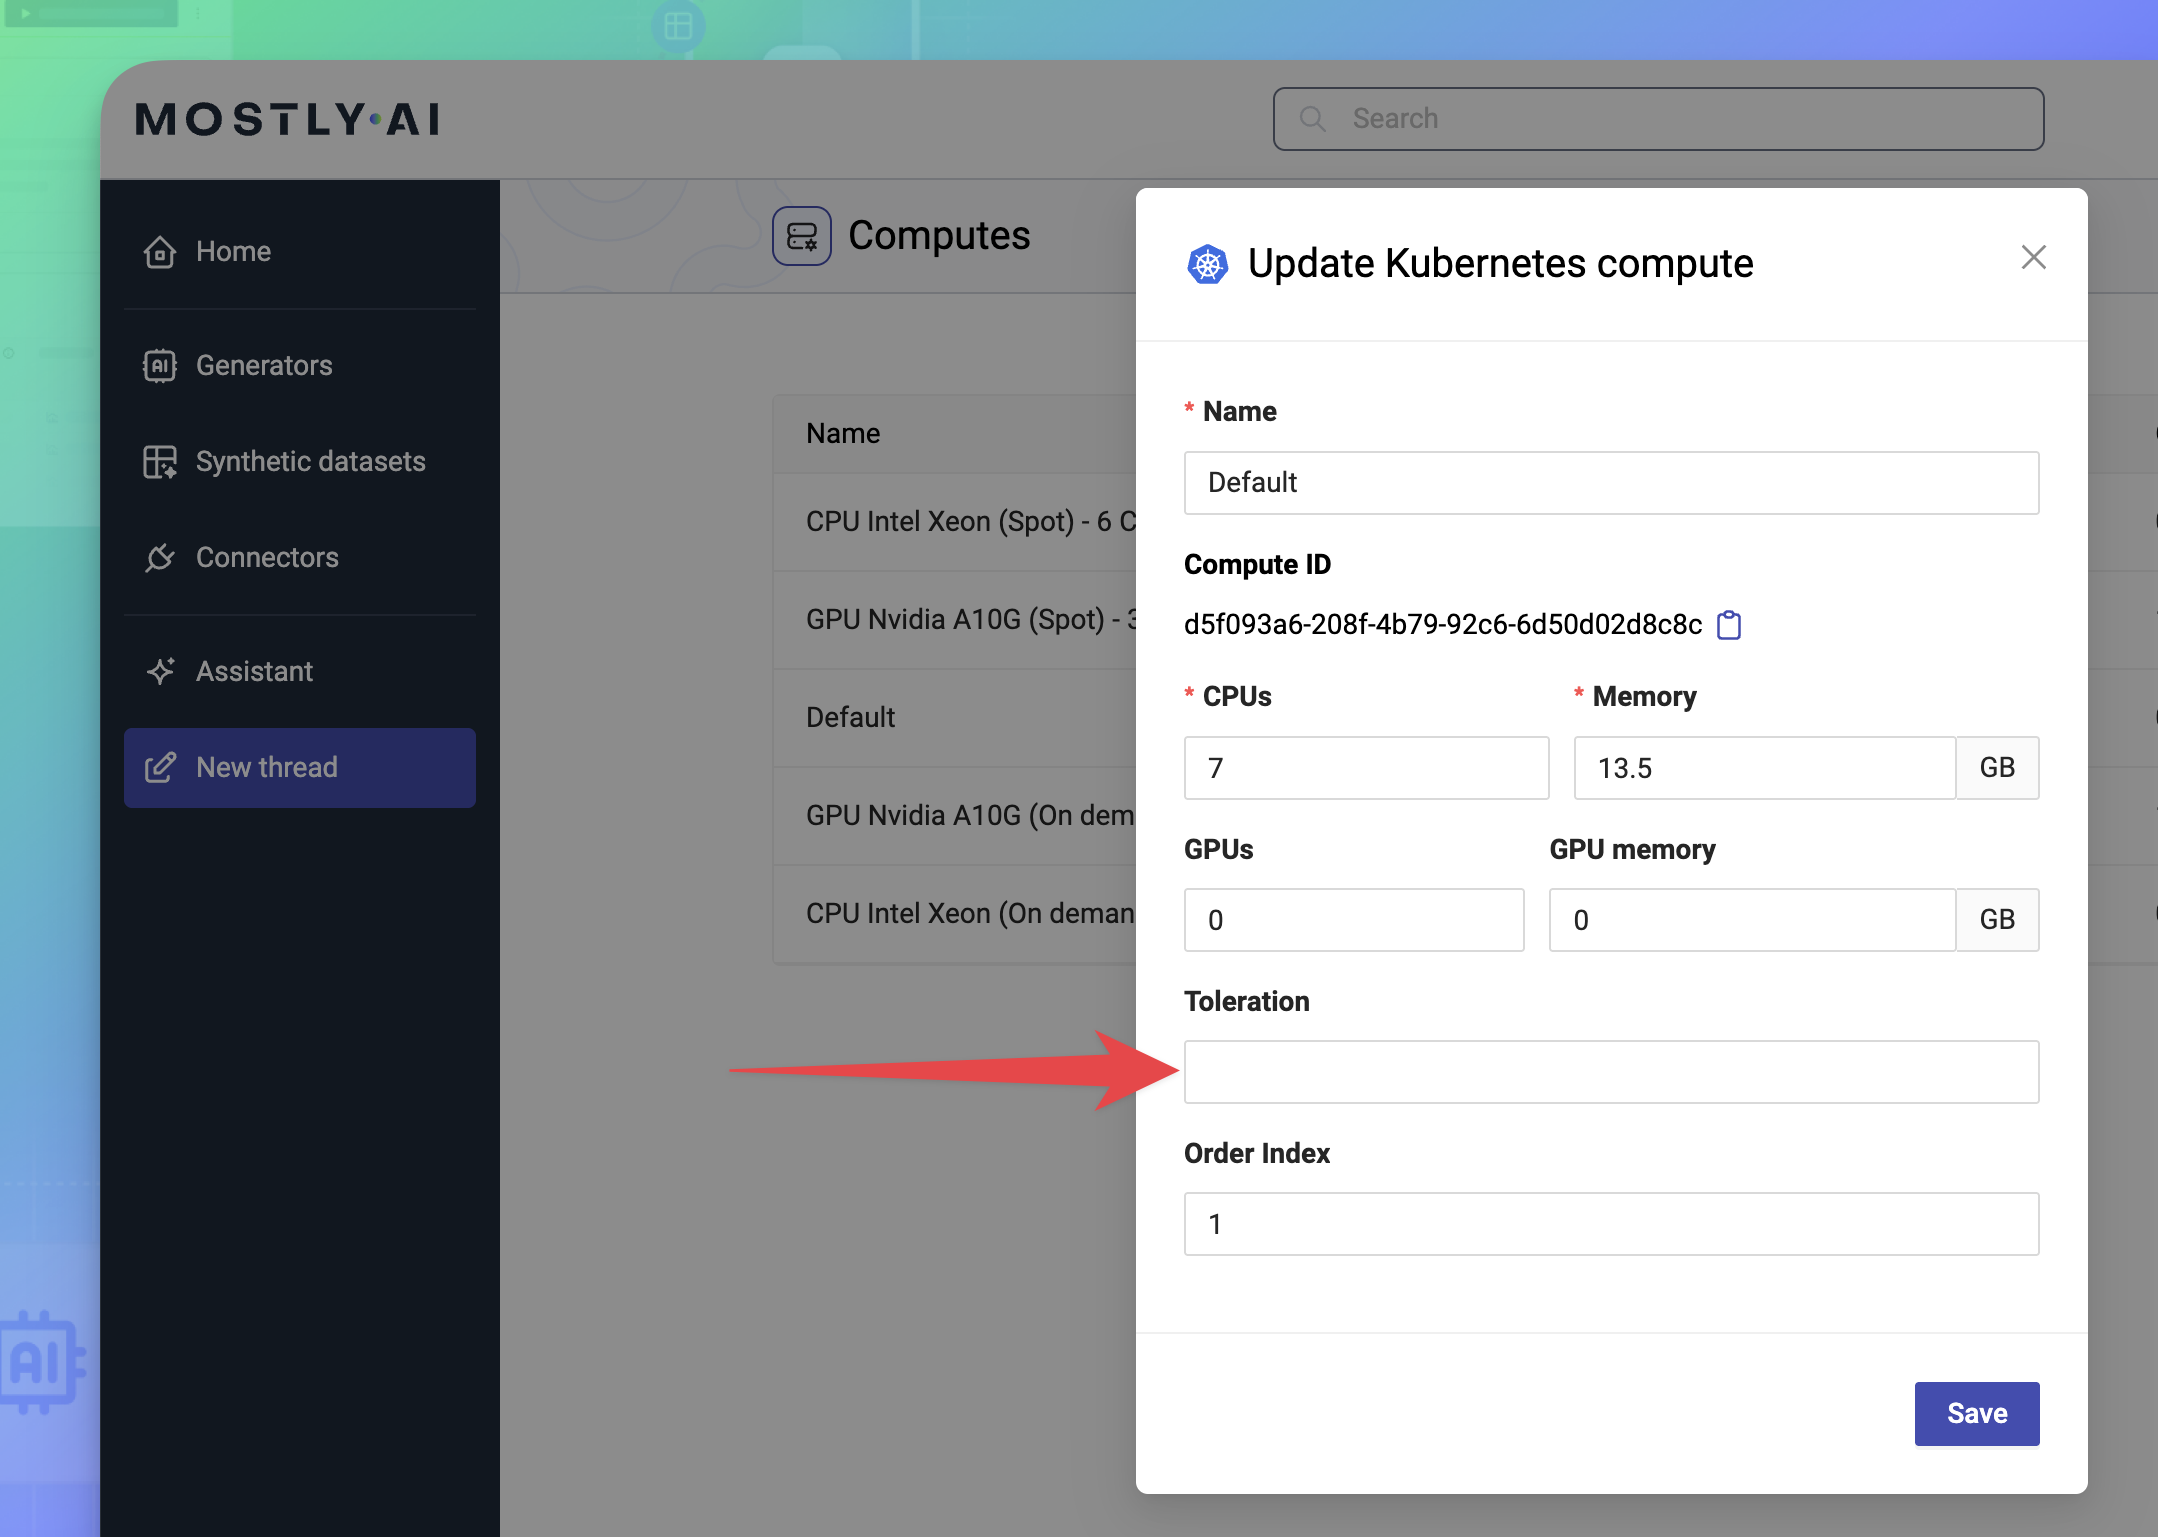 MOSTLY·AI
Search
Home
Generators
Synthetic datasets
Connectors
Assistant
New thread
Computes
Name
CPU Intel Xeon (Spot) - 6 C
GPU Nvidia A10G (Spot) - 3
Default
GPU Nvidia A10G (On dem
CPU Intel Xeon (On deman
Update Kubernetes compute
* Name
Default
Compute ID
d5f093a6-208f-4b79-92c6-6d50d02d8c8c
* CPUs
* Memory
7
13.5
GB
GPUs
GPU memory
0
0
GB
Toleration
Order Index
1
Save
AI